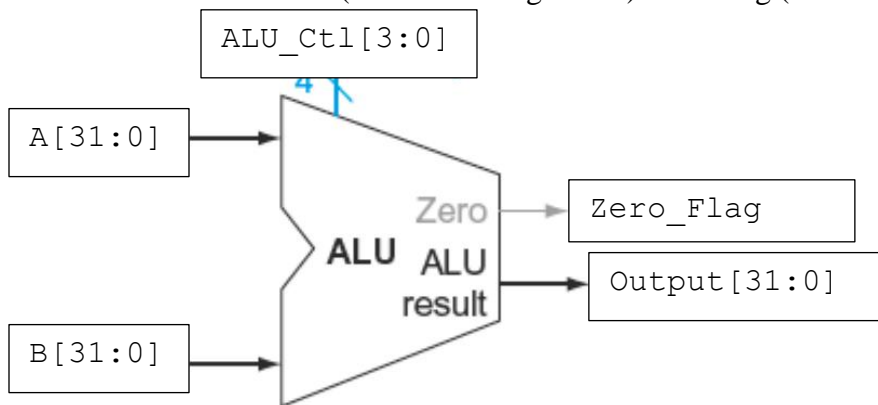 ALU_Ctl[3:0]
4
A[31:0]
Zero
Zero_Flag
ALU
ALU
result
Output[31:0]
B[31:0]